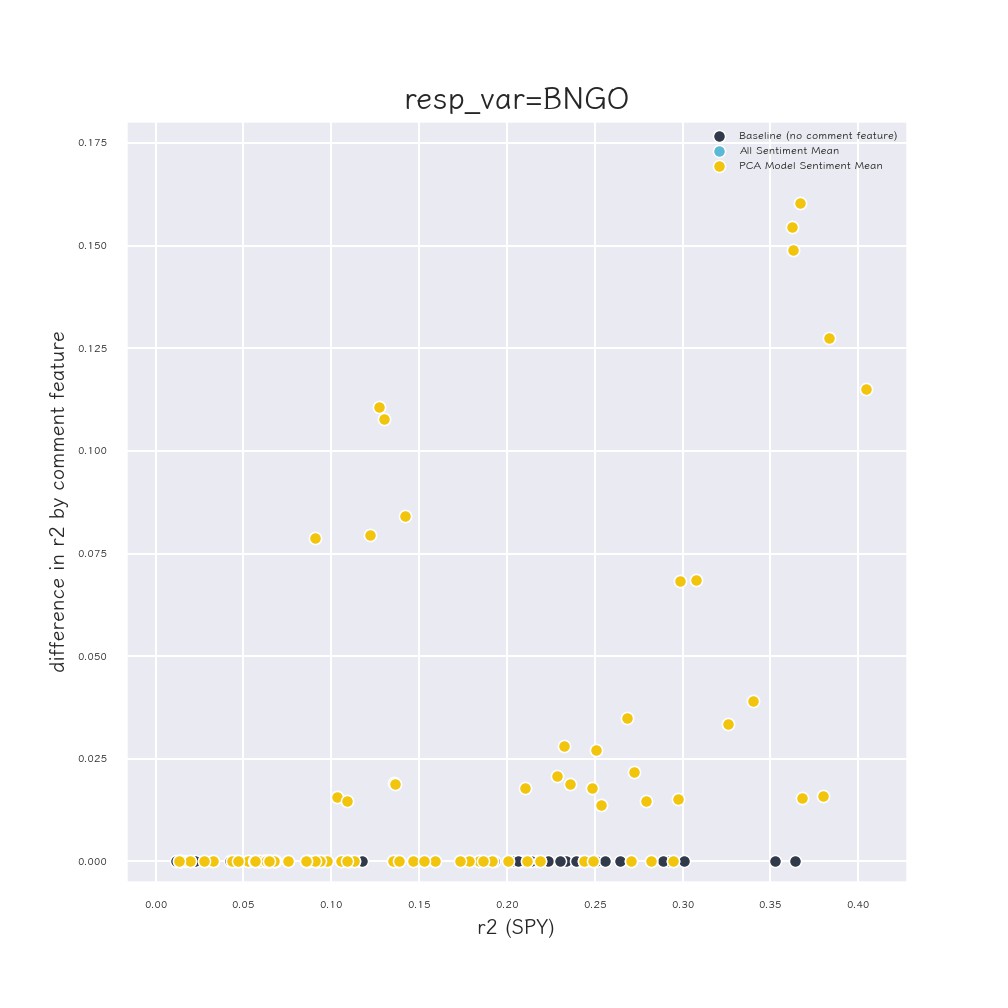 resp_var=BNGO
Baseline (no comment feature)
All Sentiment Mean
PCA Model Sentiment Mean
difference in r2 by comment feature
0.175
0.150
0.125
0.100
0.075
0.050
0.025
0.000
0.00 0.05 0.10 0.15 0.20 0.25 0.30 0.35 0.40
r2 (SPY)